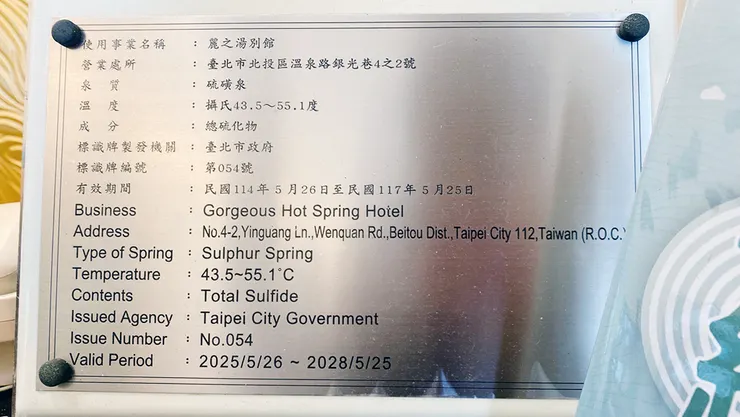 使用事業名稱 : 麗之湯別館
營業處所 : 臺北市北投區溫泉路銀光巷4之2號
泉質 : 硫磺泉
溫度 : 攝氏43.5~55.1度
成分 : 總硫化物
標識牌製發機關 : 臺北市政府
標識牌編號 : 第054號
有效期間 : 民國114年5月26日至民國117年5月25日
Business : Gorgeous Hot Spring Hotel
Address : No.4-2,Yinguang Ln.,Wenquan Rd.,Beitou Dist.,Taipei City 112,Taiwan (R.O.C.)
Type of Spring : Sulphur Spring
Temperature : 43.5~55.1°C
Contents : Total Sulfide
Issued Agency : Taipei City Government
Issue Number : No.054
Valid Period : 2025/5/26 ~ 2028/5/25